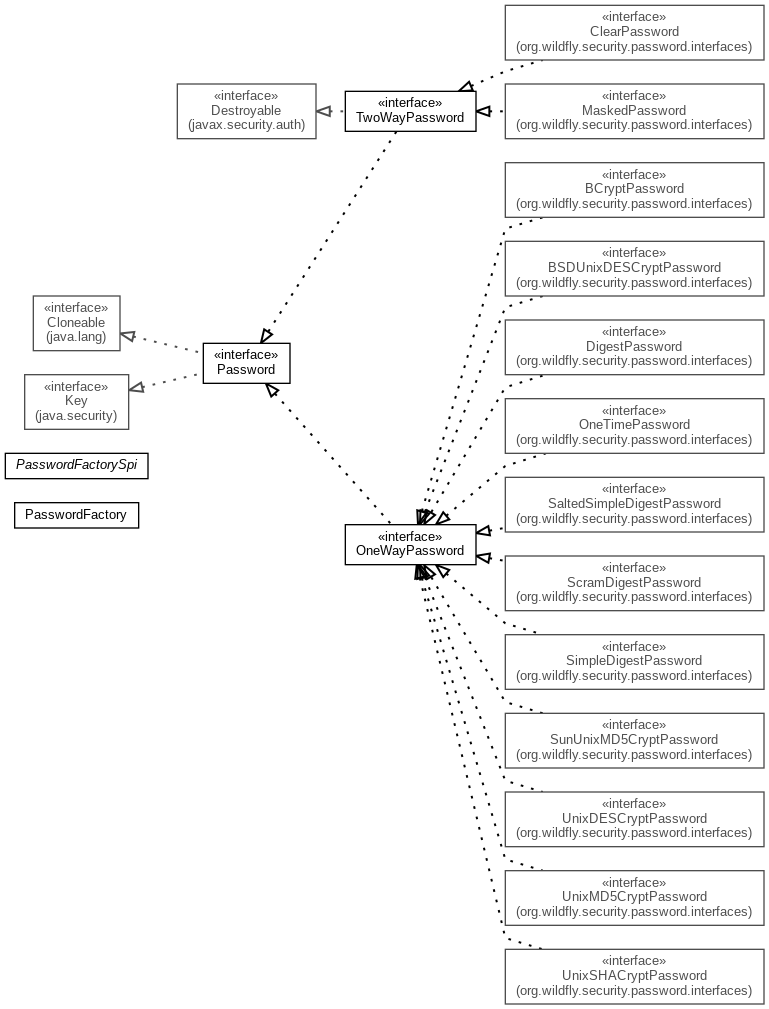 «interface»
ClearPassword
(org.wildfly.security.password.interfaces)
«interface»
Destroyable
(javax.security.auth)
«interface»
TwoWayPassword
«interface»
MaskedPassword
(org.wildfly.security.password.interfaces)
«interface»
BCryptPassword
(org.wildfly.security.password.interfaces)
«interface»
BSDUnixDESCryptPassword
(org.wildfly.security.password.interfaces)
«interface»
Cloneable
(java.lang)
«interface»
Password
«interface»
DigestPassword
(org.wildfly.security.password.interfaces)
«interface»
Key
(java.security)
«interface»
OneTimePassword
(org.wildfly.security.password.interfaces)
PasswordFactorySpi
PasswordFactory
«interface»
SaltedSimpleDigestPassword
(org.wildfly.security.password.interfaces)
«interface»
OneWayPassword
«interface»
ScramDigestPassword
(org.wildfly.security.password.interfaces)
«interface»
SimpleDigestPassword
(org.wildfly.security.password.interfaces)
«interface»
SunUnixMD5CryptPassword
(org.wildfly.security.password.interfaces)
«interface»
UnixDESCryptPassword
(org.wildfly.security.password.interfaces)
«interface»
UnixMD5CryptPassword
(org.wildfly.security.password.interfaces)
«interface»
UnixSHACryptPassword
(org.wildfly.security.password.interfaces)